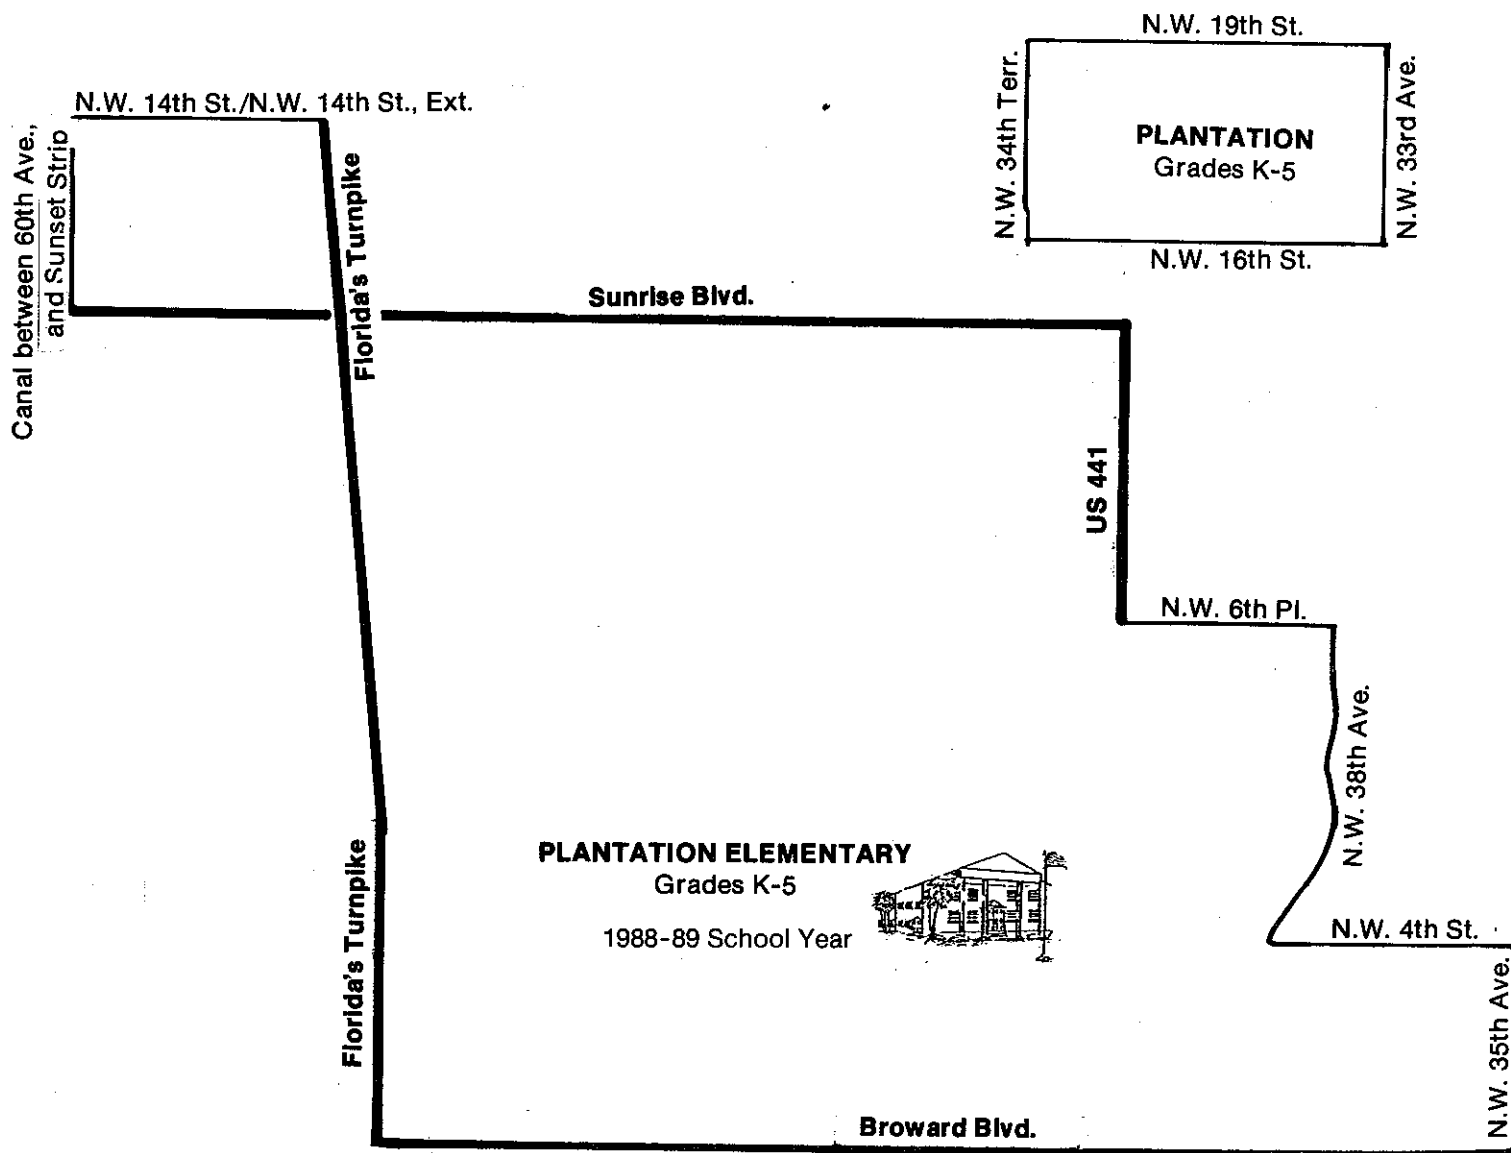 N.W. 19th St.
N.W. 34th Terr.
PLANTATION
Grades K-5
N.W. 33rd Ave.
N.W. 16th St.
N.W. 14th St./N.W. 14th St., Ext.
Canal between 60th Ave.,
and Sunset Strip
Florida's Turnpike
Sunrise Blvd.
US 441
N.W. 6th Pl.
N.W. 38th Ave.
PLANTATION ELEMENTARY
Grades K-5
1988-89 School Year
Florida's Turnpike
N.W. 4th St.
N.W. 35th Ave.
Broward Blvd.